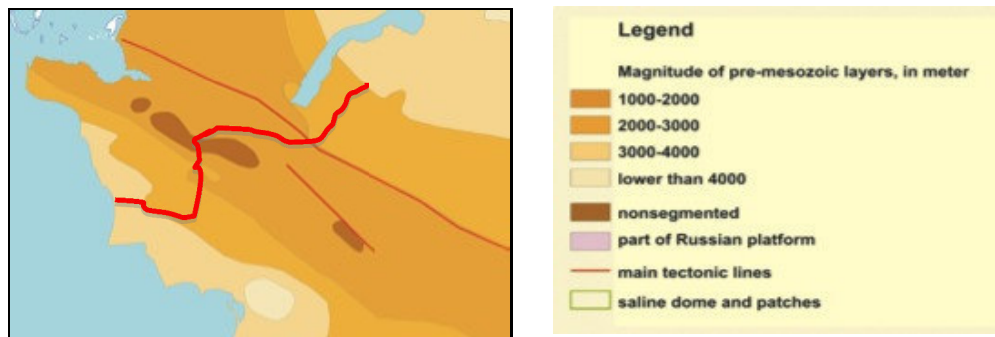 Legend
Magnitude of pre-mesozoic layers, in meter
1000-2000
2000-3000
3000-4000
lower than 4000
nonsegmented
part of Russian platform
main tectonic lines
saline dome and patches